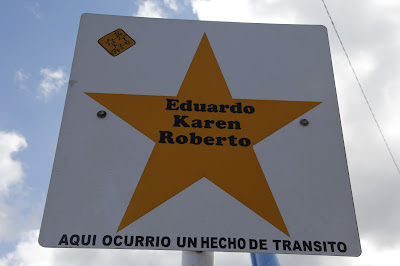 Eduardo
Karen
Roberto
AQUI OCURRIO UN HECHO DE TRANSITO